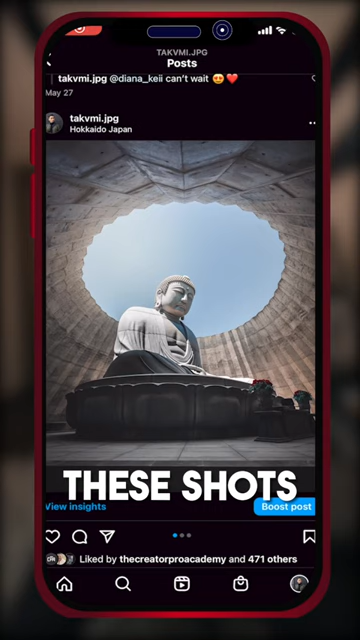 TAKVMI.JPG
Posts
takvmi.jpg @diana_keii can't wait 😍❤️
May 27
takvmi.jpg
Hokkaido Japan
THESE SHOTS
View insights
Boost post
Liked by thecreatorproacademy and 471 others